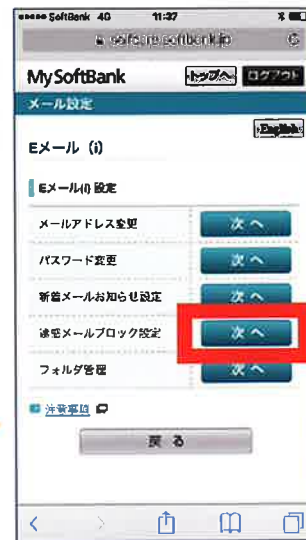 SoftBank 4G 11:37
My SoftBank トップへ ログアウト
メール設定
English
Eメール (i)
Eメール(i) 設定
メールアドレス変更 次へ
パスワード変更 次へ
新着メールお知らせ設定 次へ
迷惑メールブロック設定 次へ
フォルダ管理 次へ
注意事項
戻る